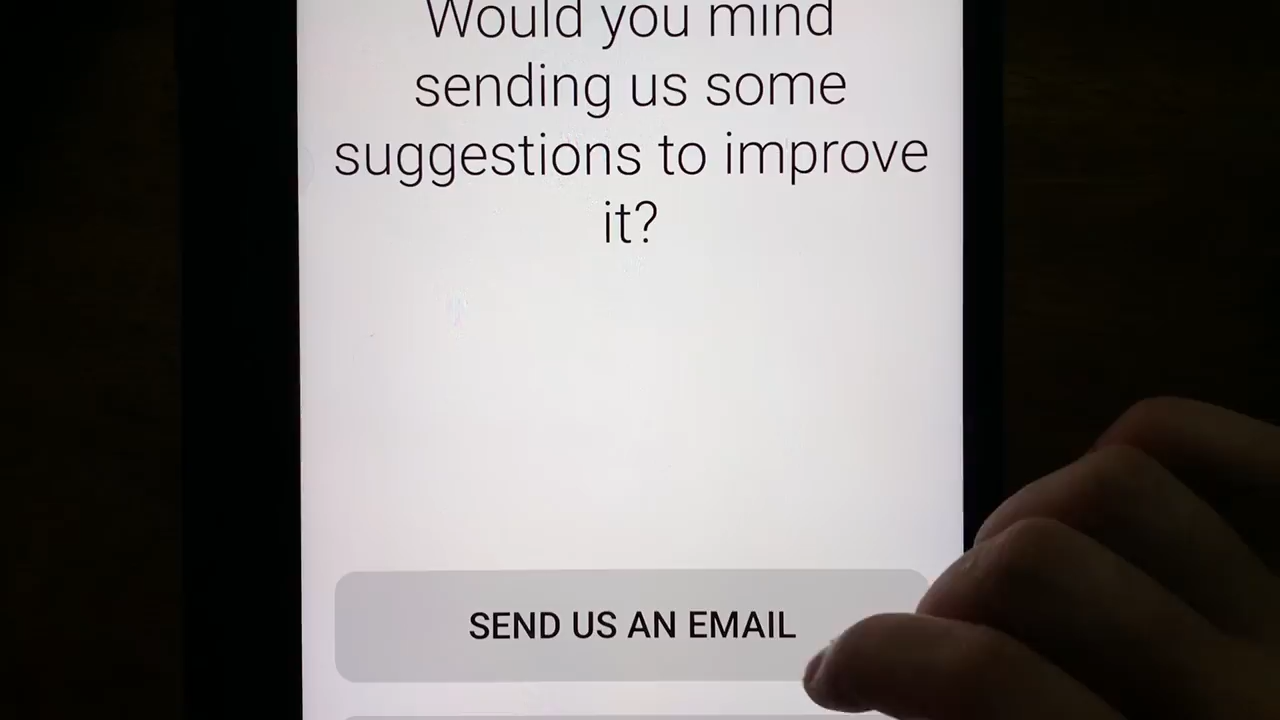 Would you mind
sending us some
suggestions to improve
it?
SEND US AN EMAIL